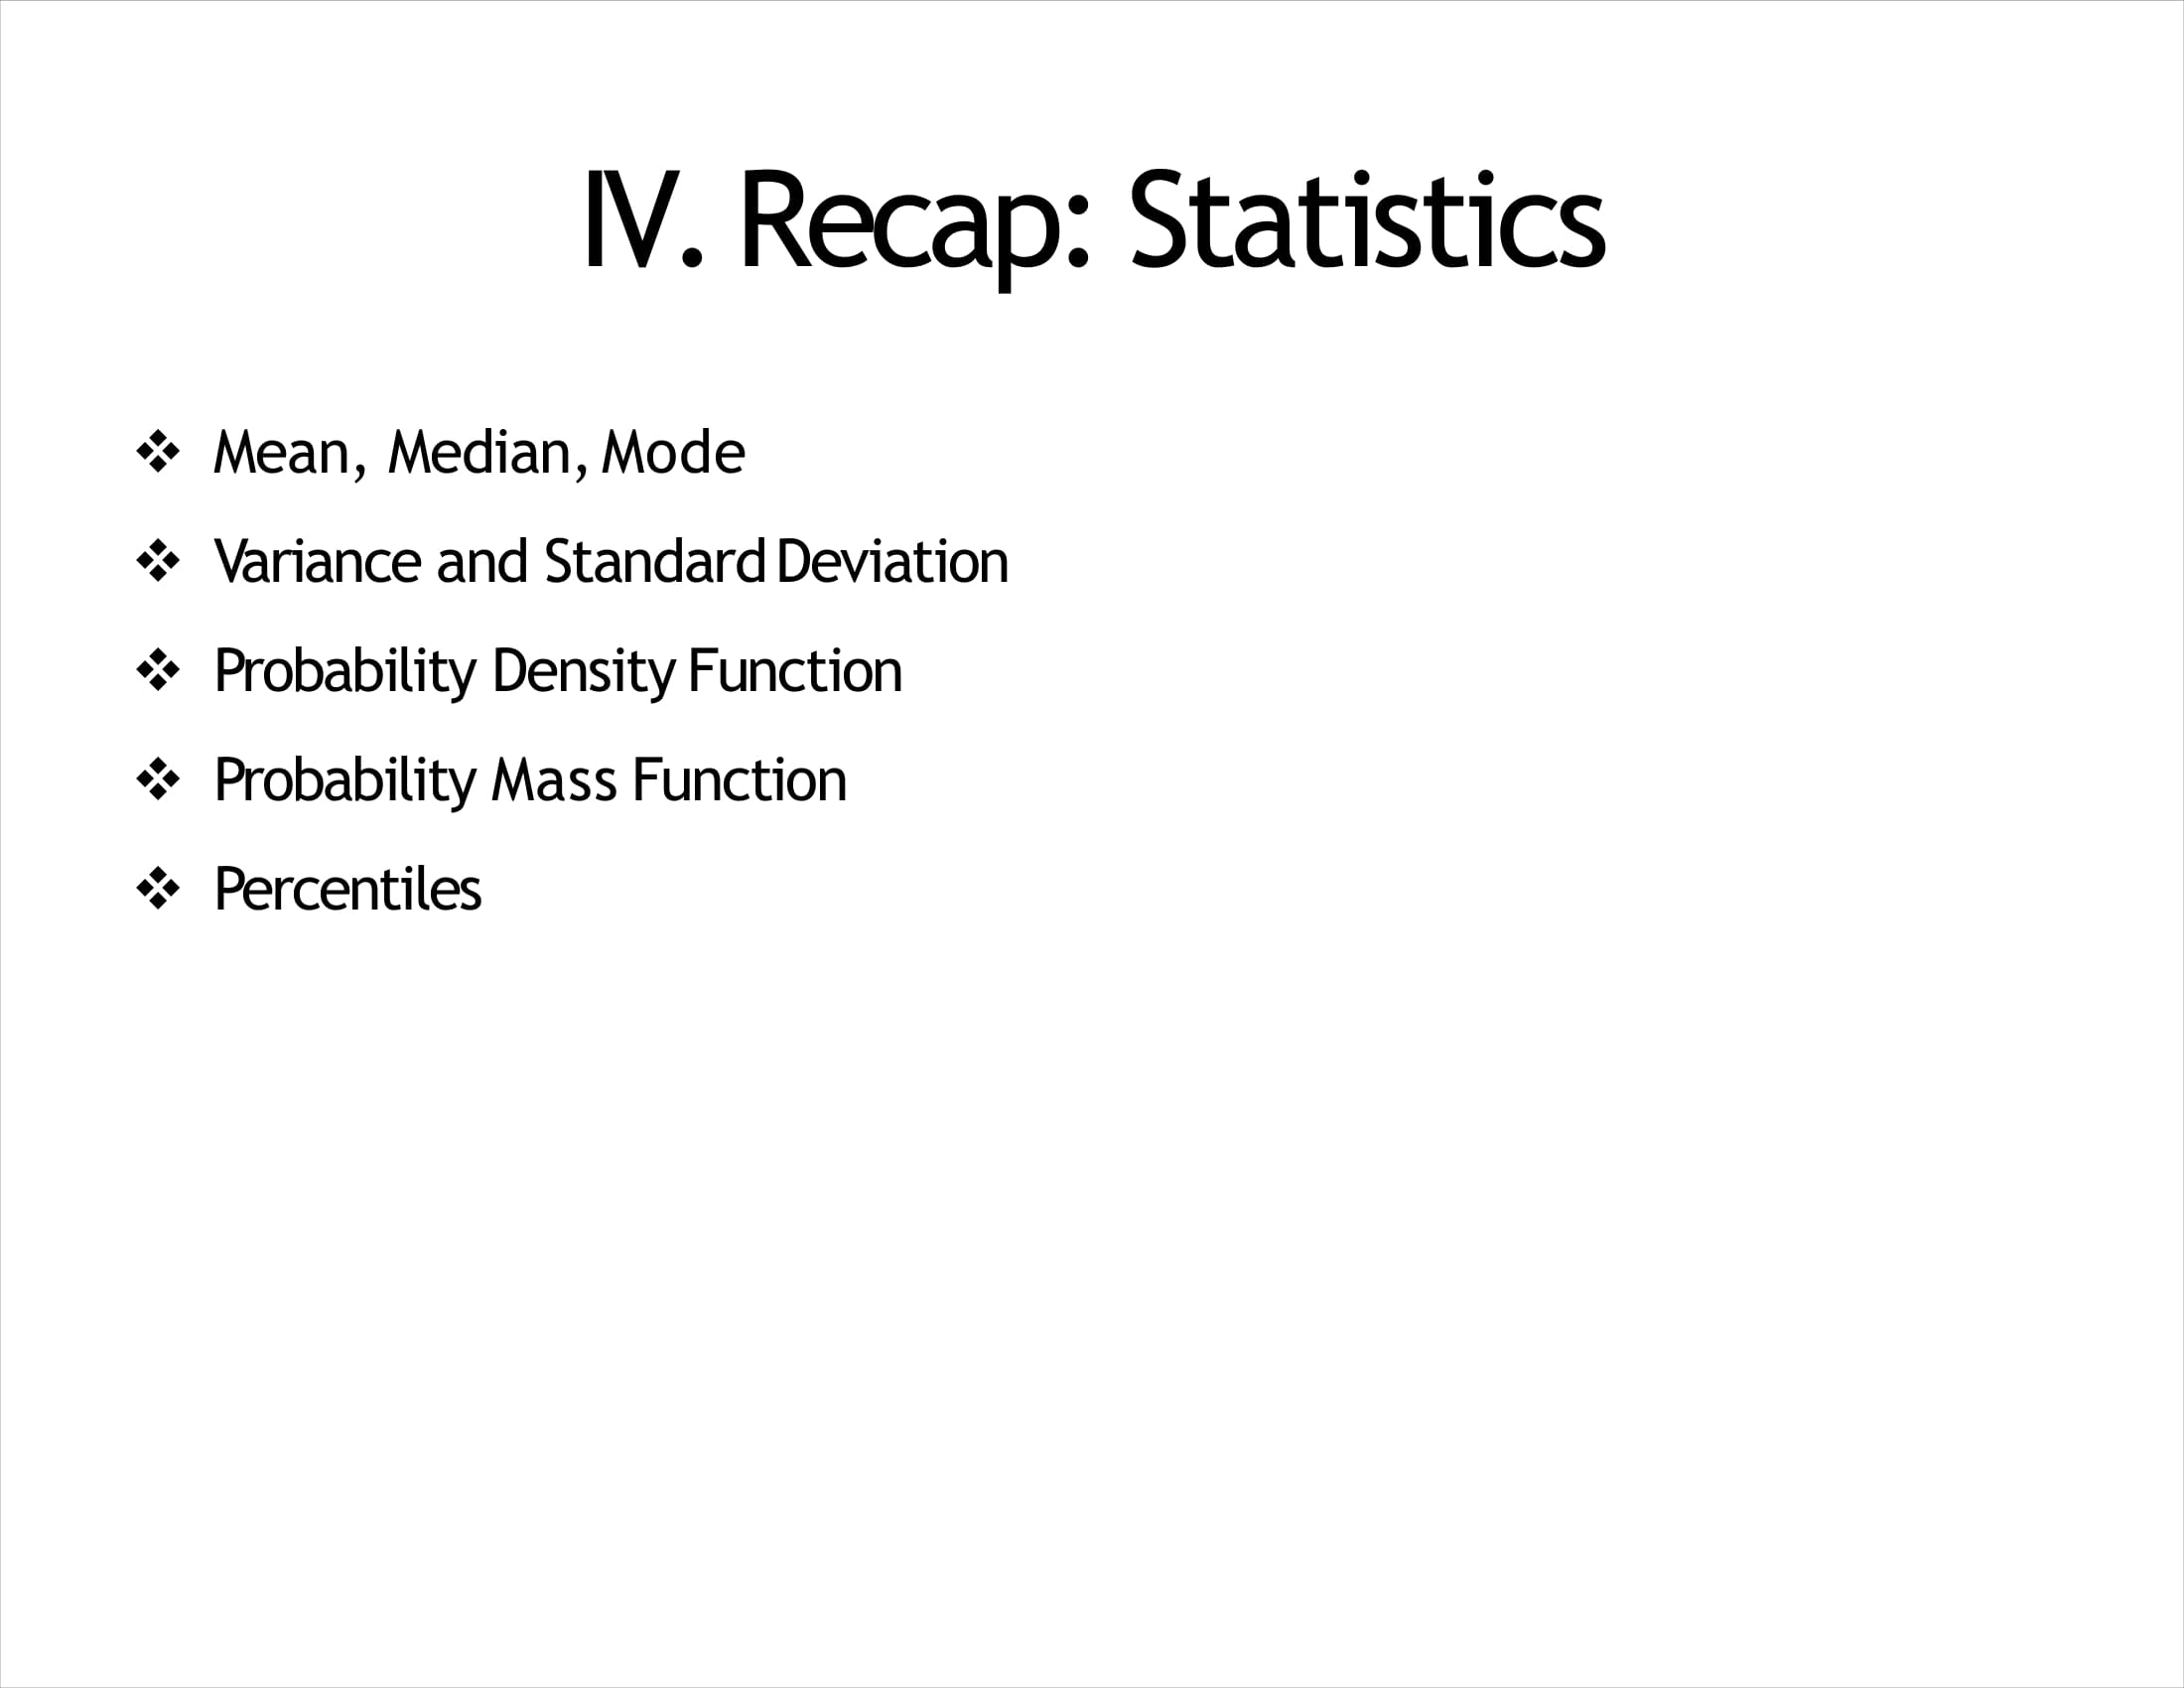 IV. Recap: Statistics
❖ Mean, Median, Mode
❖ Variance and Standard Deviation
❖ Probability Density Function
❖ Probability Mass Function
❖ Percentiles